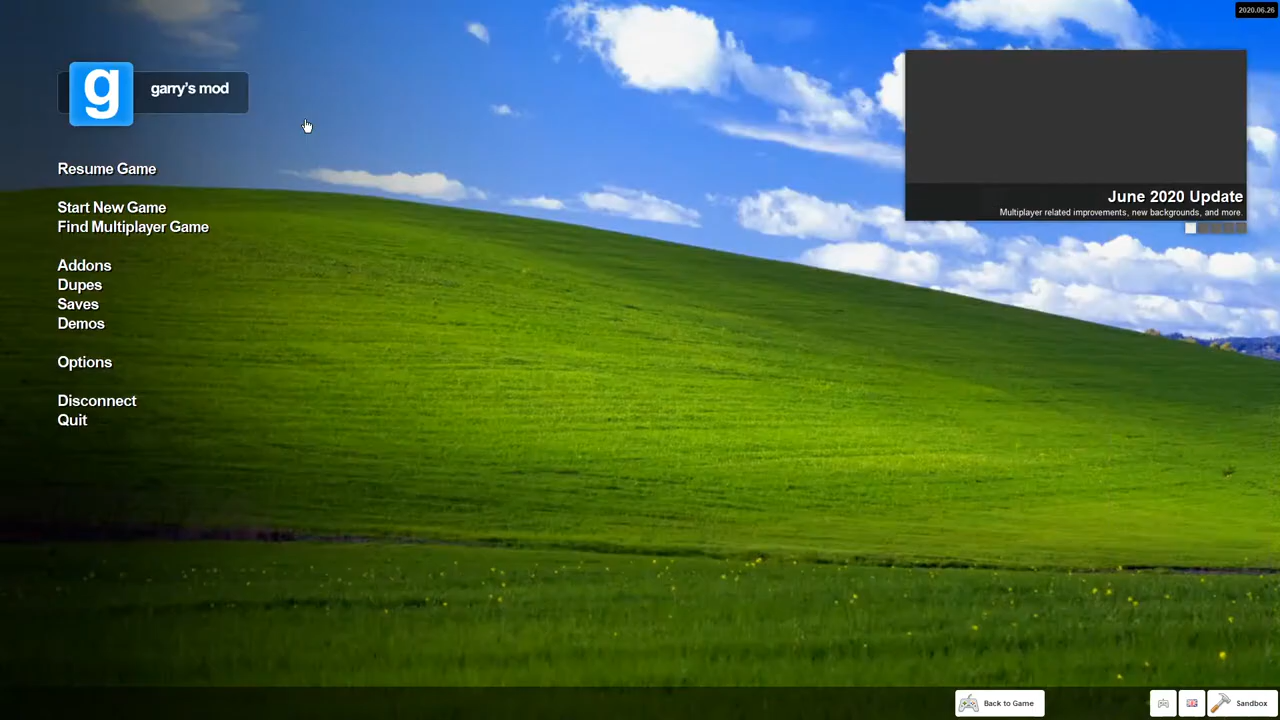 2020.06.26
g
garry's mod
Resume Game
Start New Game
Find Multiplayer Game
Addons
Dupes
Saves
Demos
Options
Disconnect
Quit
June 2020 Update
Multiplayer related improvements, new backgrounds, and more.
Back to Game
Sandbox